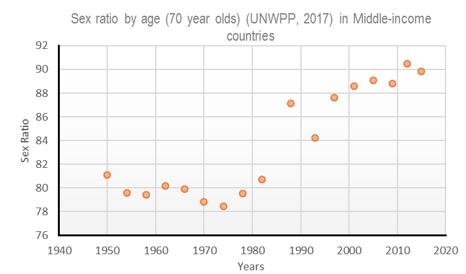 Sex ratio by age (70 year olds) (UNWPP, 2017) in Middle-income
countries
92
90
88
86
84
82
80
78
76
Sex Ratio
1940 1950 1960 1970 1980 1990 2000 2010 2020
Years